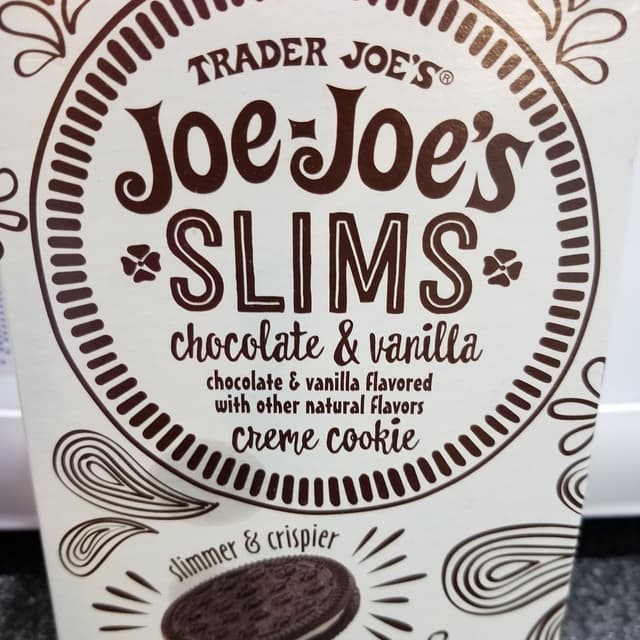 TRADER JOE'S®
JOE-JOE'S
SLIMS
chocolate & vanilla
chocolate & vanilla flavored
with other natural flavors
creme cookie
slimmer & crispier